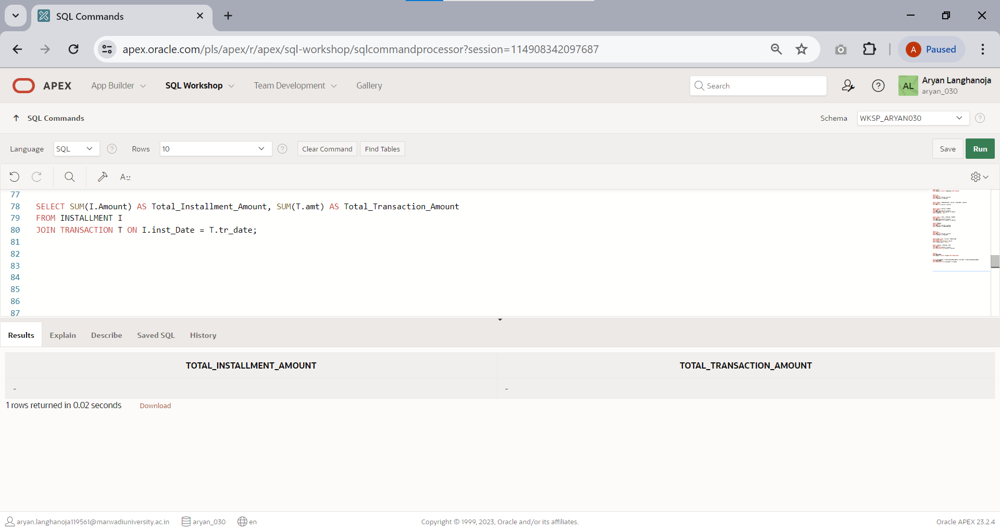 SQL Commands
apex.oracle.com/pls/apex/r/apex/sql-workshop/sqlcommandprocessor?session=114908342097687
A Paused
APEX App Builder SQL Workshop Team Development Gallery Search AL Aryan Langhanoja
aryan_030
SQL Commands Schema WKSP_ARYAN030
Language SQL Rows 10 Clear Command Find Tables Save Run
77
78 SELECT SUM(I.Amount) AS Total_Installment_Amount, SUM(T.amt) AS Total_Transaction_Amount
79 FROM INSTALLMENT I
80 JOIN TRANSACTION T ON I.inst_Date = T.tr_date;
81
82
83
84
85
86
87
Results Explain Describe Saved SQL History
TOTAL_INSTALLMENT_AMOUNT TOTAL_TRANSACTION_AMOUNT
- -
1 rows returned in 0.02 seconds Download
aryan.langhanoja119561@marwadiuniversity.ac.in aryan_030 en Copyright © 1999, 2023, Oracle and/or its affiliates. Oracle APEX 23.2.4